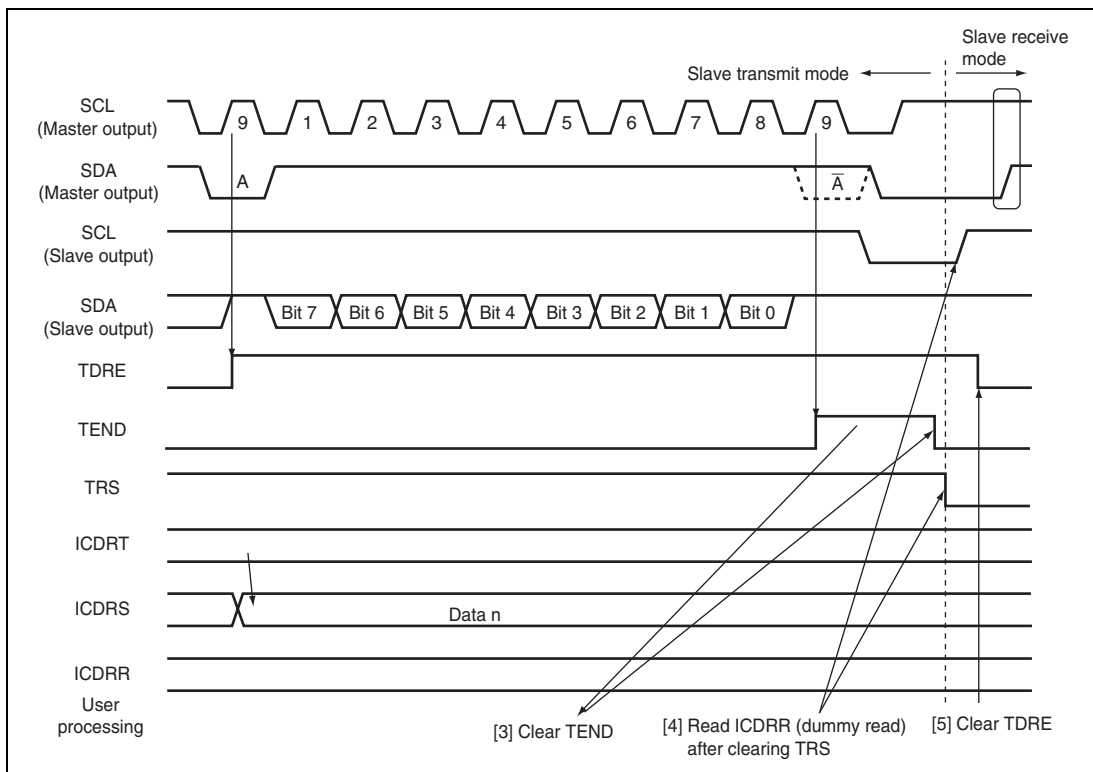 Slave receive
mode
Slave transmit mode
SCL
(Master output)
9 1 2 3 4 5 6 7 8 9
SDA
(Master output)
A A̅
SCL
(Slave output)
SDA
(Slave output)
Bit 7 Bit 6 Bit 5 Bit 4 Bit 3 Bit 2 Bit 1 Bit 0
TDRE
TEND
TRS
ICDRT
ICDRS
Data n
ICDRR
User
processing
[3] Clear TEND
[4] Read ICDRR (dummy read)
after clearing TRS
[5] Clear TDRE